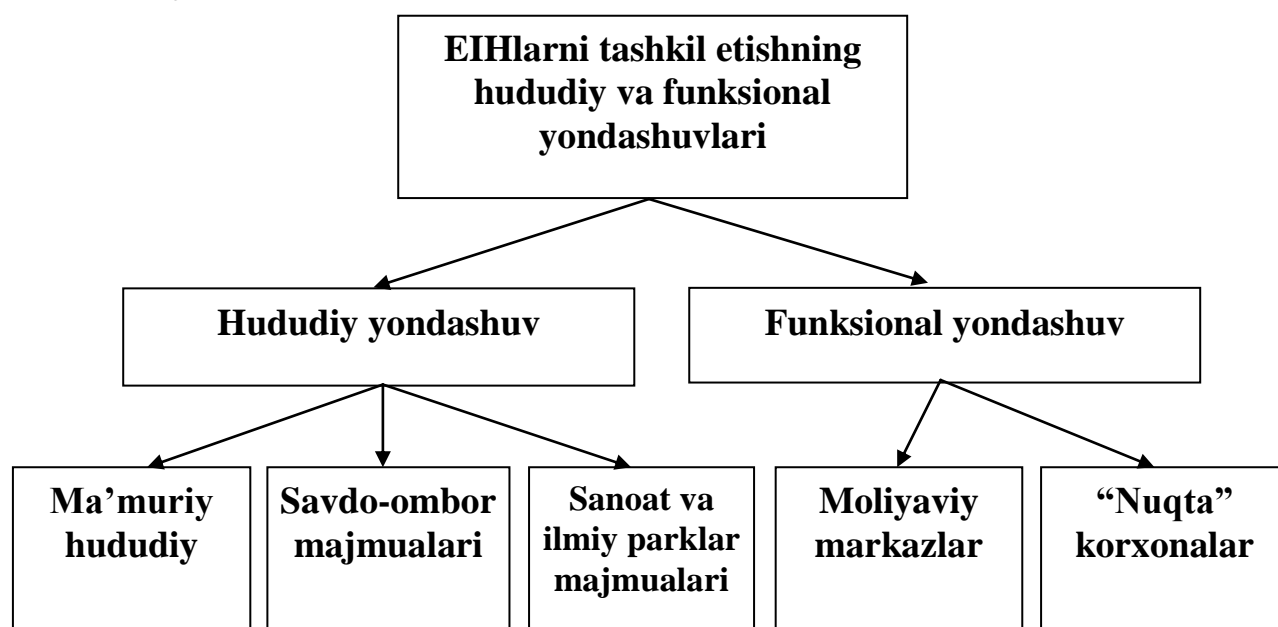 EIHlarni tashkil etishning
hududiy va funksional
yondashuvlari
Hududiy yondashuv
Funksional yondashuv
Ma’muriy
hududiy
Savdo-ombor
majmualari
Sanoat va
ilmiy parklar
majmualari
Moliyaviy
markazlar
“Nuqta”
korxonalar